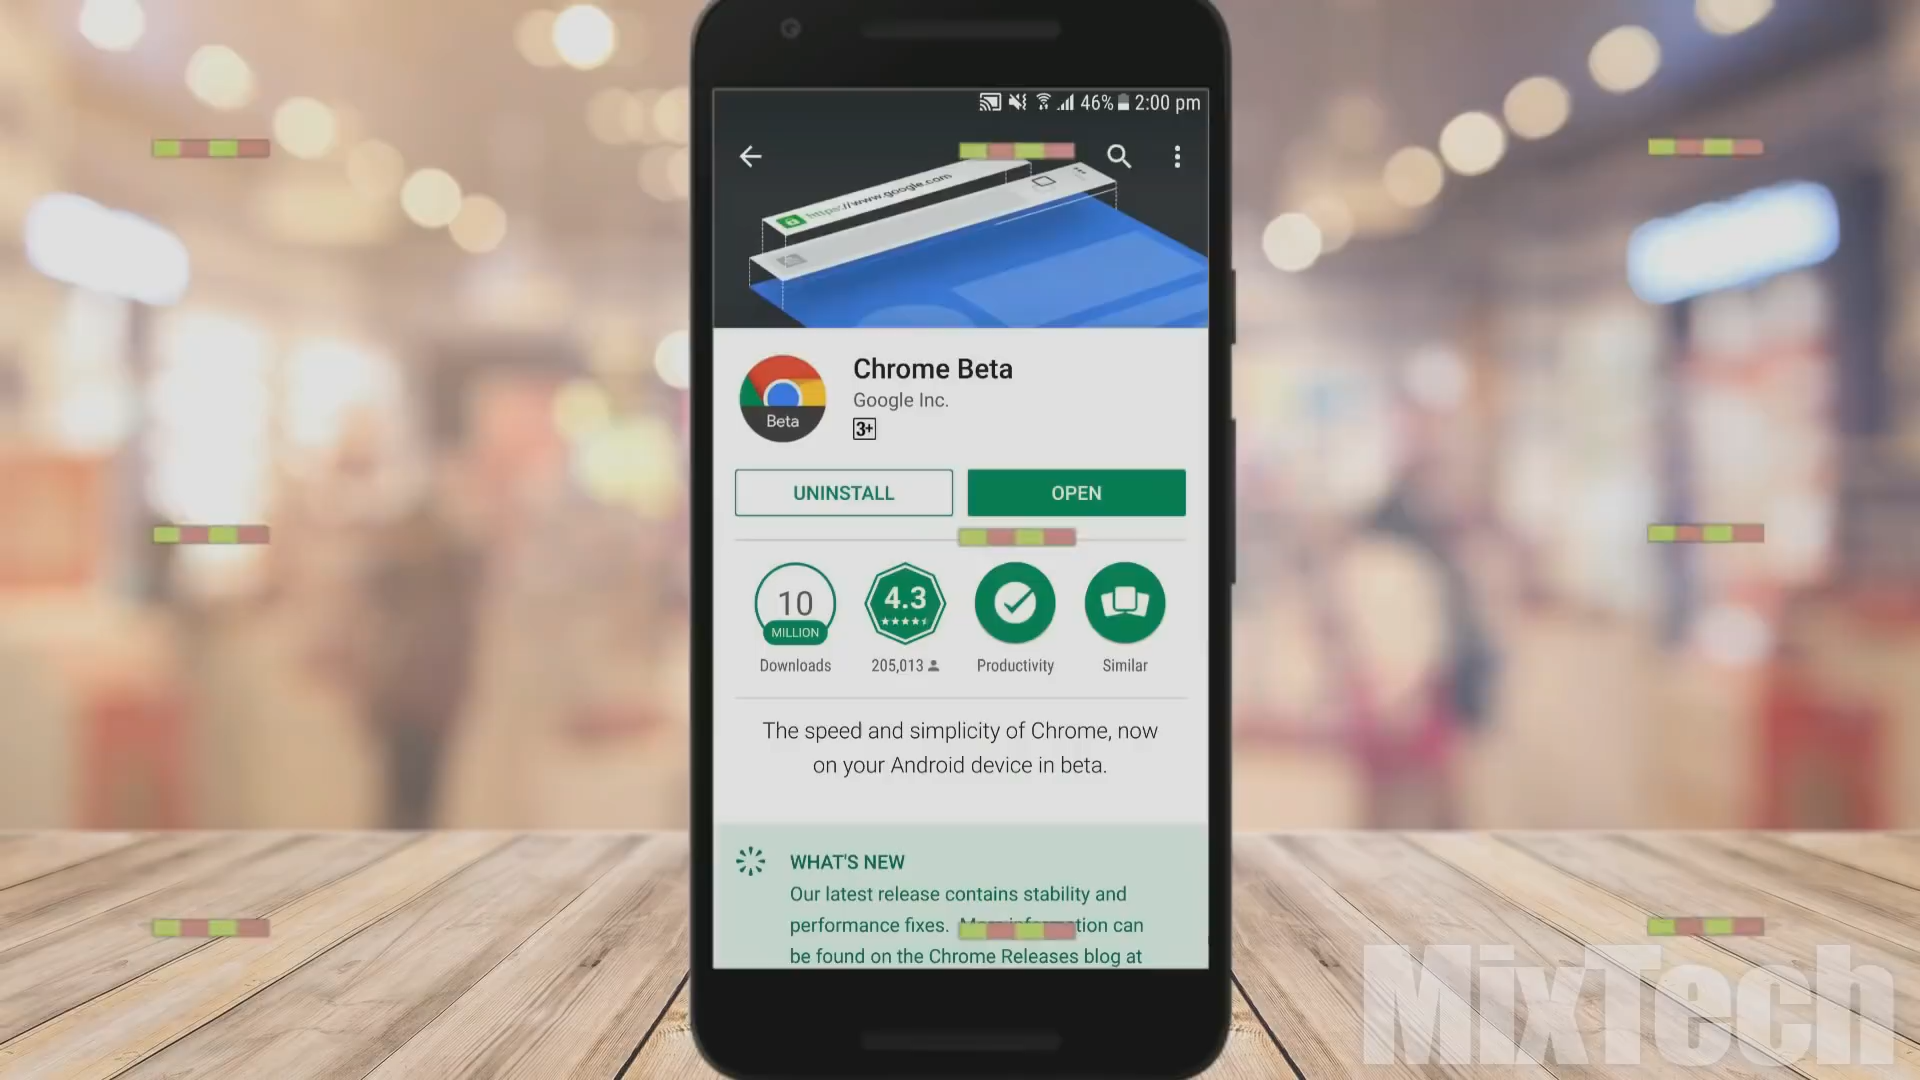 46% 2:00 pm
https://www.google.com
Chrome Beta
Google Inc.
3+
Beta
UNINSTALL
OPEN
10
MILLION
4.3
Downloads
205,013
Productivity
Similar
The speed and simplicity of Chrome, now
on your Android device in beta.
WHAT'S NEW
Our latest release contains stability and
performance fixes. More information can
be found on the Chrome Releases blog at
MixTech